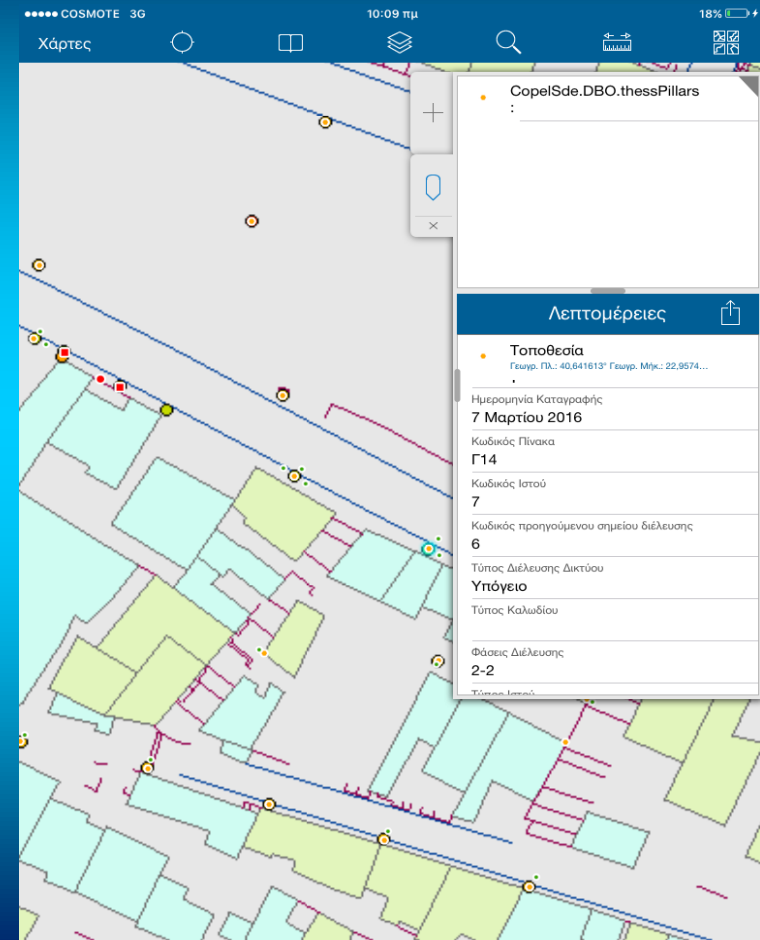 COSMOTE 3G 10:09 πμ 18%
Χάρτες
CopelSde.DBO.thessPillars
:
Λεπτομέρειες
Τοποθεσία
Γεωγρ. Πλ.: 40,641613° Γεωγρ. Μήκ.: 22,9574...
Ημερομηνία Καταγραφής
7 Μαρτίου 2016
Κωδικός Πίνακα
Γ14
Κωδικός Ιστού
7
Κωδικός προηγούμενου σημείου διέλευσης
6
Τύπος Διέλευσης Δικτύου
Υπόγειο
Τύπος Καλωδίου
Φάσεις Διέλευσης
2-2
Τύπος Ιστού